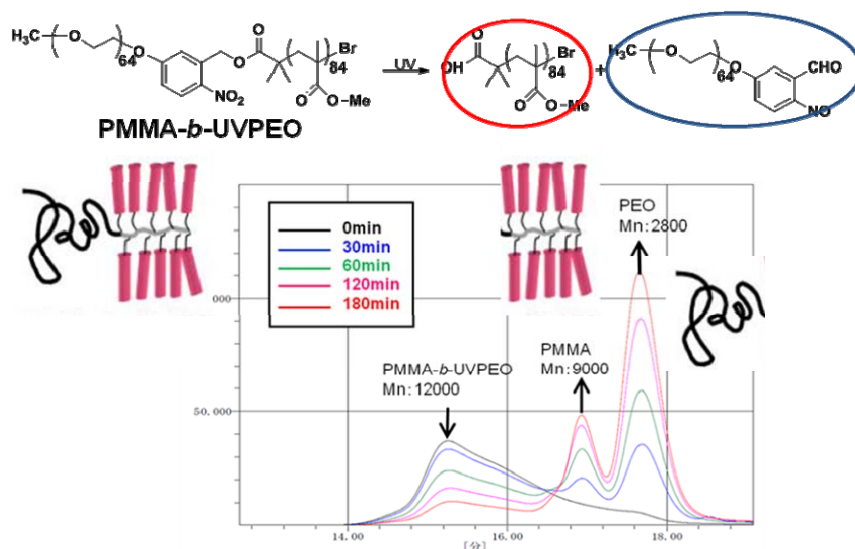 H₃C O 64 O O Br 84
NO₂ O O–Me
PMMA-b-UVPEO
UV
O OH Br 84 O O–Me
+
H₃C O 64 O CHO NO
0min
30min
60min
120min
180min
PEO
Mn:2800
PMMA
Mn:9000
PMMA-b-UVPEO
Mn:12000
000
50,000
14.00 16.00 18.00
[分]